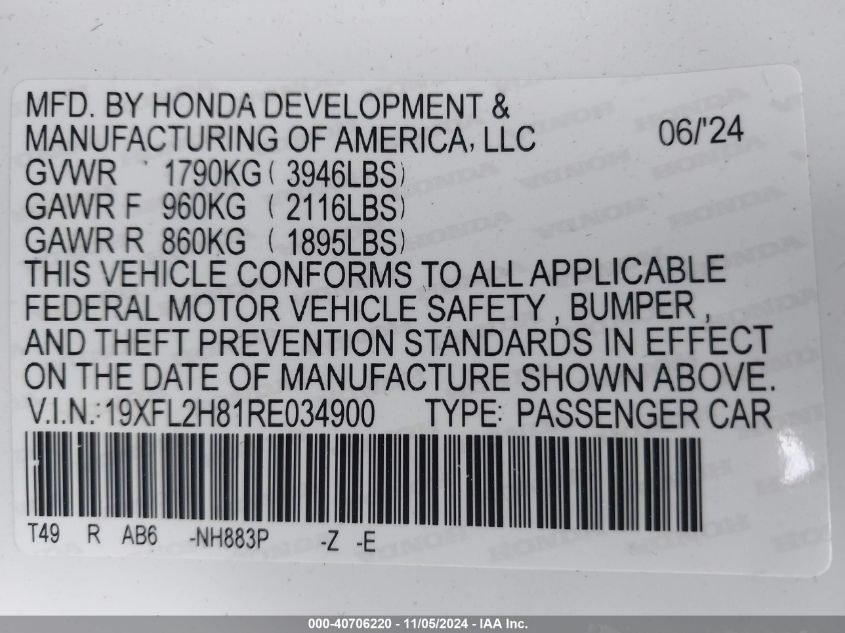 MFD. BY HONDA DEVELOPMENT &
MANUFACTURING OF AMERICA, LLC 06/'24
GVWR 1790KG ( 3946LBS)
GAWR F 960KG ( 2116LBS)
GAWR R 860KG ( 1895LBS)
THIS VEHICLE CONFORMS TO ALL APPLICABLE
FEDERAL MOTOR VEHICLE SAFETY , BUMPER ,
AND THEFT PREVENTION STANDARDS IN EFFECT
ON THE DATE OF MANUFACTURE SHOWN ABOVE.
V.I.N.: 19XFL2H81RE034900 TYPE: PASSENGER CAR
T49 R AB6 -NH883P -Z -E
000-40706220 - 11/05/2024 - IAA Inc.